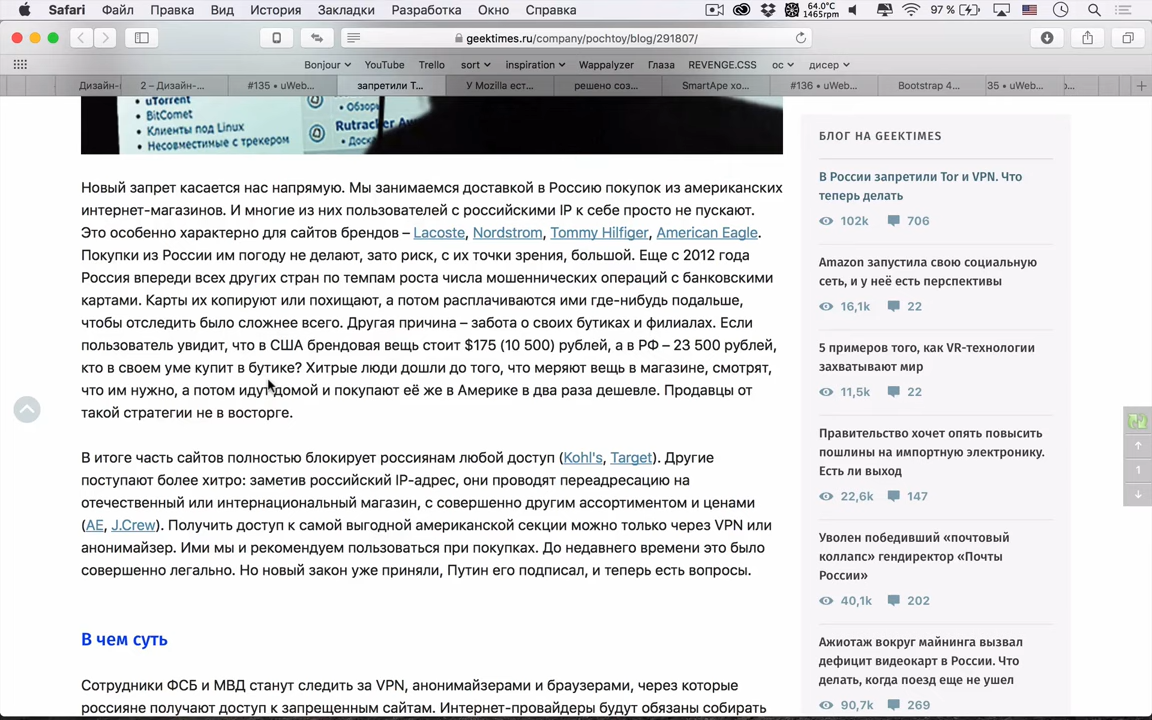 Safari Файл Правка Вид История Закладки Разработка Окно Справка
64.0°C
1465rpm
97 %
geektimes.ru/company/pochtoy/blog/291807/
Bonjour YouTube Trello sort inspiration Wappalyzer Глаза REVENGE.CSS ос дисер
Дизайн- 2 – Дизайн-... #135 • uWeb... запретили Т... У Mozilla ест... решено соз... SmartApe хо... #136 • uWeb... Bootstrap 4... 35 • uWeb...
• uTorrent
• BitComet
• Клиенты под Linux
• Несовместимые с трекером
• Обзоры
Rutracker
Новый запрет касается нас напрямую. Мы занимаемся доставкой в Россию покупок из американских
интернет-магазинов. И многие из них пользователей с российскими IP к себе просто не пускают.
Это особенно характерно для сайтов брендов – Lacoste, Nordstrom, Tommy Hilfiger, American Eagle.
Покупки из России им погоду не делают, зато риск, с их точки зрения, большой. Еще с 2012 года
Россия впереди всех других стран по темпам роста числа мошеннических операций с банковскими
картами. Карты их копируют или похищают, а потом расплачиваются ими где-нибудь подальше,
чтобы отследить было сложнее всего. Другая причина – забота о своих бутиках и филиалах. Если
пользователь увидит, что в США брендовая вещь стоит $175 (10 500) рублей, а в РФ – 23 500 рублей,
кто в своем уме купит в бутике? Хитрые люди дошли до того, что меряют вещь в магазине, смотрят,
что им нужно, а потом идут домой и покупают её же в Америке в два раза дешевле. Продавцы от
такой стратегии не в восторге.
В итоге часть сайтов полностью блокирует россиянам любой доступ (Kohl's, Target). Другие
поступают более хитро: заметив российский IP-адрес, они проводят переадресацию на
отечественный или интернациональный магазин, с совершенно другим ассортиментом и ценами
(AE, J.Crew). Получить доступ к самой выгодной американской секции можно только через VPN или
анонимайзер. Ими мы и рекомендуем пользоваться при покупках. До недавнего времени это было
совершенно легально. Но новый закон уже приняли, Путин его подписал, и теперь есть вопросы.
В чем суть
Сотрудники ФСБ и МВД станут следить за VPN, анонимайзерами и браузерами, через которые
россияне получают доступ к запрещенным сайтам. Интернет-провайдеры будут обязаны собирать
БЛОГ НА GEEKTIMES
В России запретили Tor и VPN. Что
теперь делать
102k 706
Amazon запустила свою социальную
сеть, и у неё есть перспективы
16,1k 22
5 примеров того, как VR-технологии
захватывают мир
11,5k 22
Правительство хочет опять повысить
пошлины на импортную электронику.
Есть ли выход
22,6k 147
Уволен победивший «почтовый
коллапс» гендиректор «Почты
России»
40,1k 202
Ажиотаж вокруг майнинга вызвал
дефицит видеокарт в России. Что
делать, когда поезд еще не ушел
90,7k 269
1